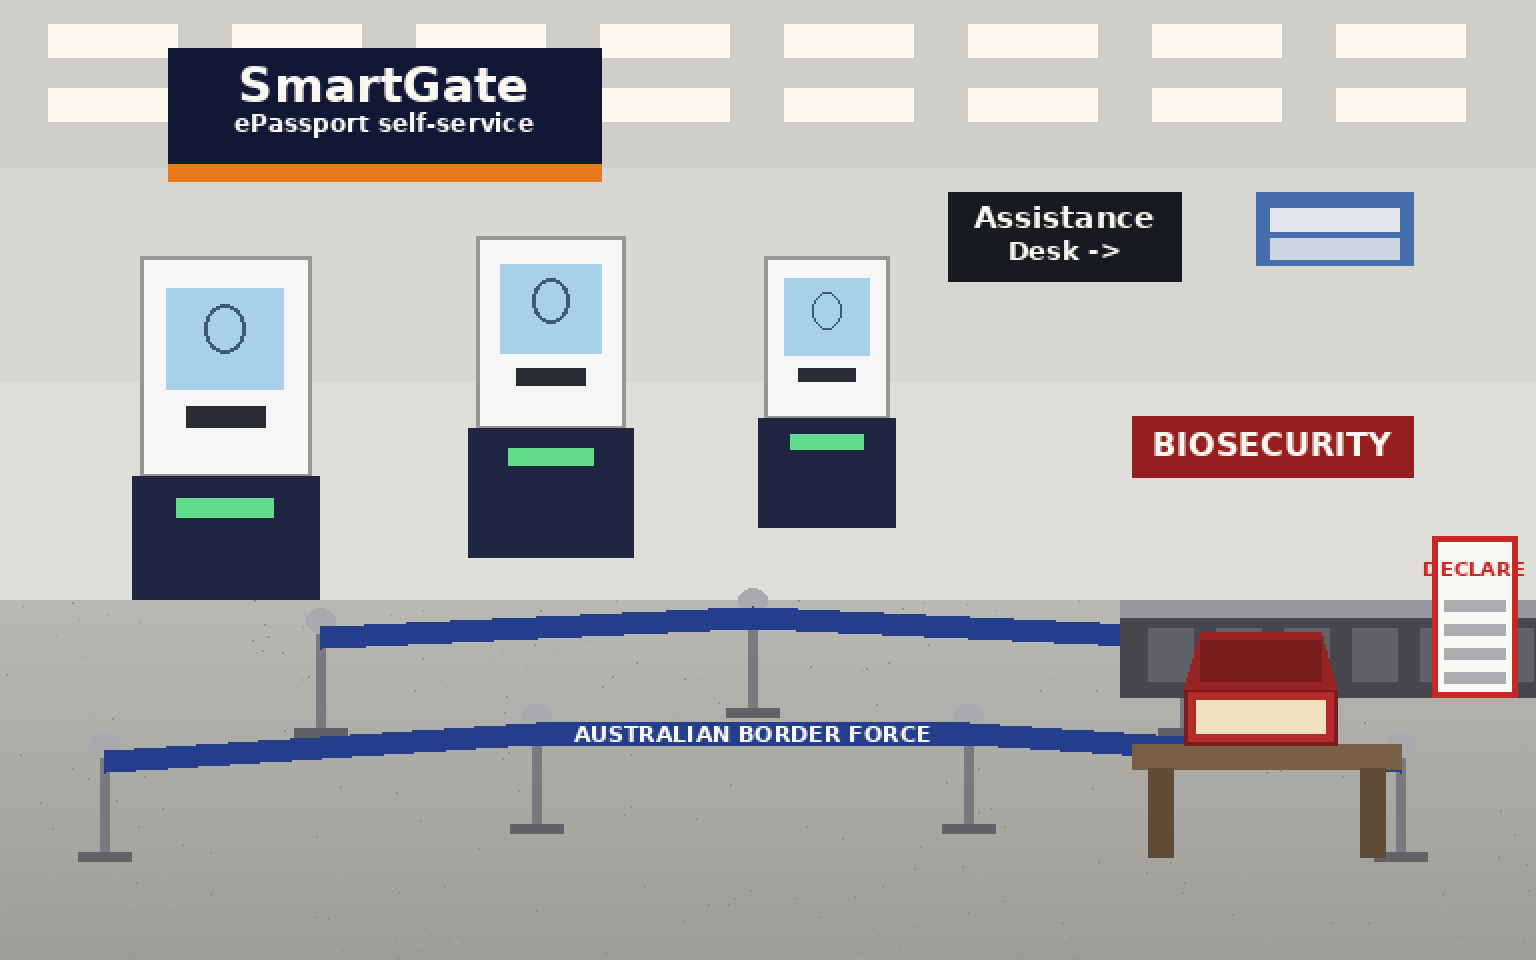 SmartGate
ePassport self-service
Assistance
Desk ->
BIOSECURITY
DECLARE
AUSTRALIAN BORDER FORCE